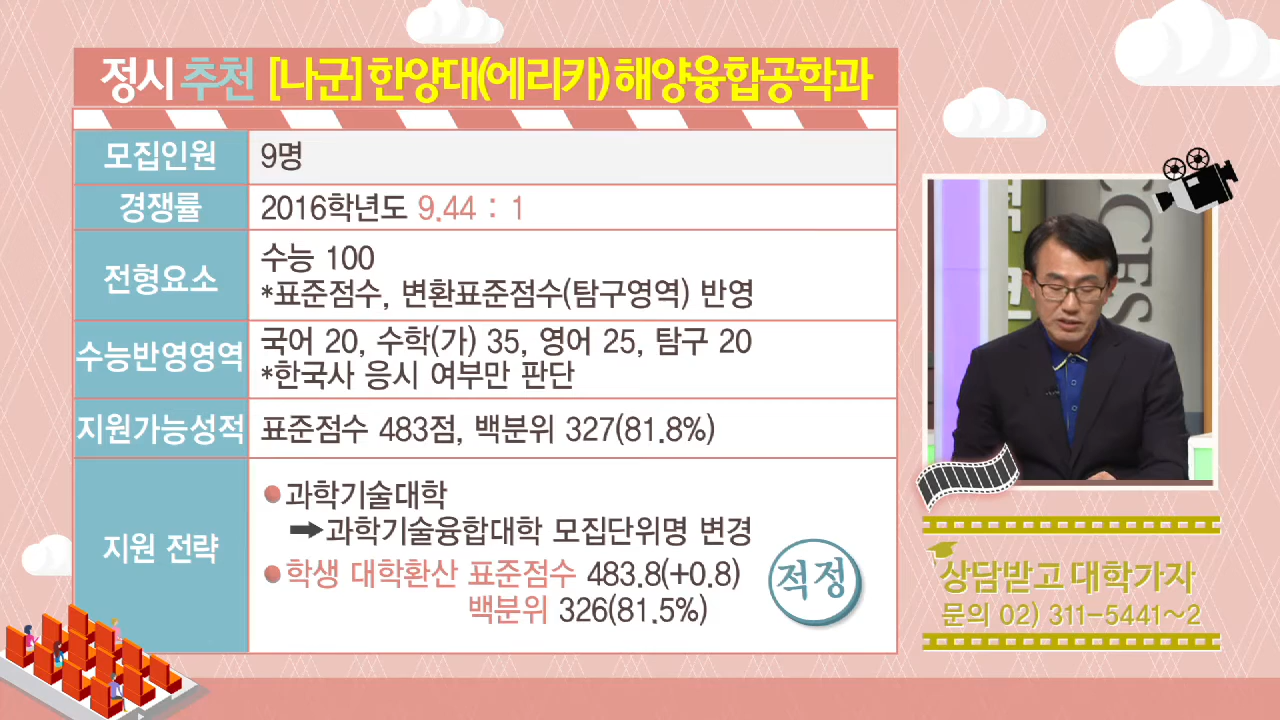 정시 추천 [나군] 한양대(에리카) 해양융합공학과
모집인원
9명
경쟁률
2016학년도 9.44 : 1
전형요소
수능 100
*표준점수, 변환표준점수(탐구영역) 반영
수능반영영역
국어 20, 수학(가) 35, 영어 25, 탐구 20
*한국사 응시 여부만 판단
지원가능성적
표준점수 483점, 백분위 327(81.8%)
지원 전략
●과학기술대학
➡과학기술융합대학 모집단위명 변경
●학생 대학환산 표준점수 483.8(+0.8)
백분위 326(81.5%)
적정
CES
상담받고 대학가자
문의 02) 311-5441~2